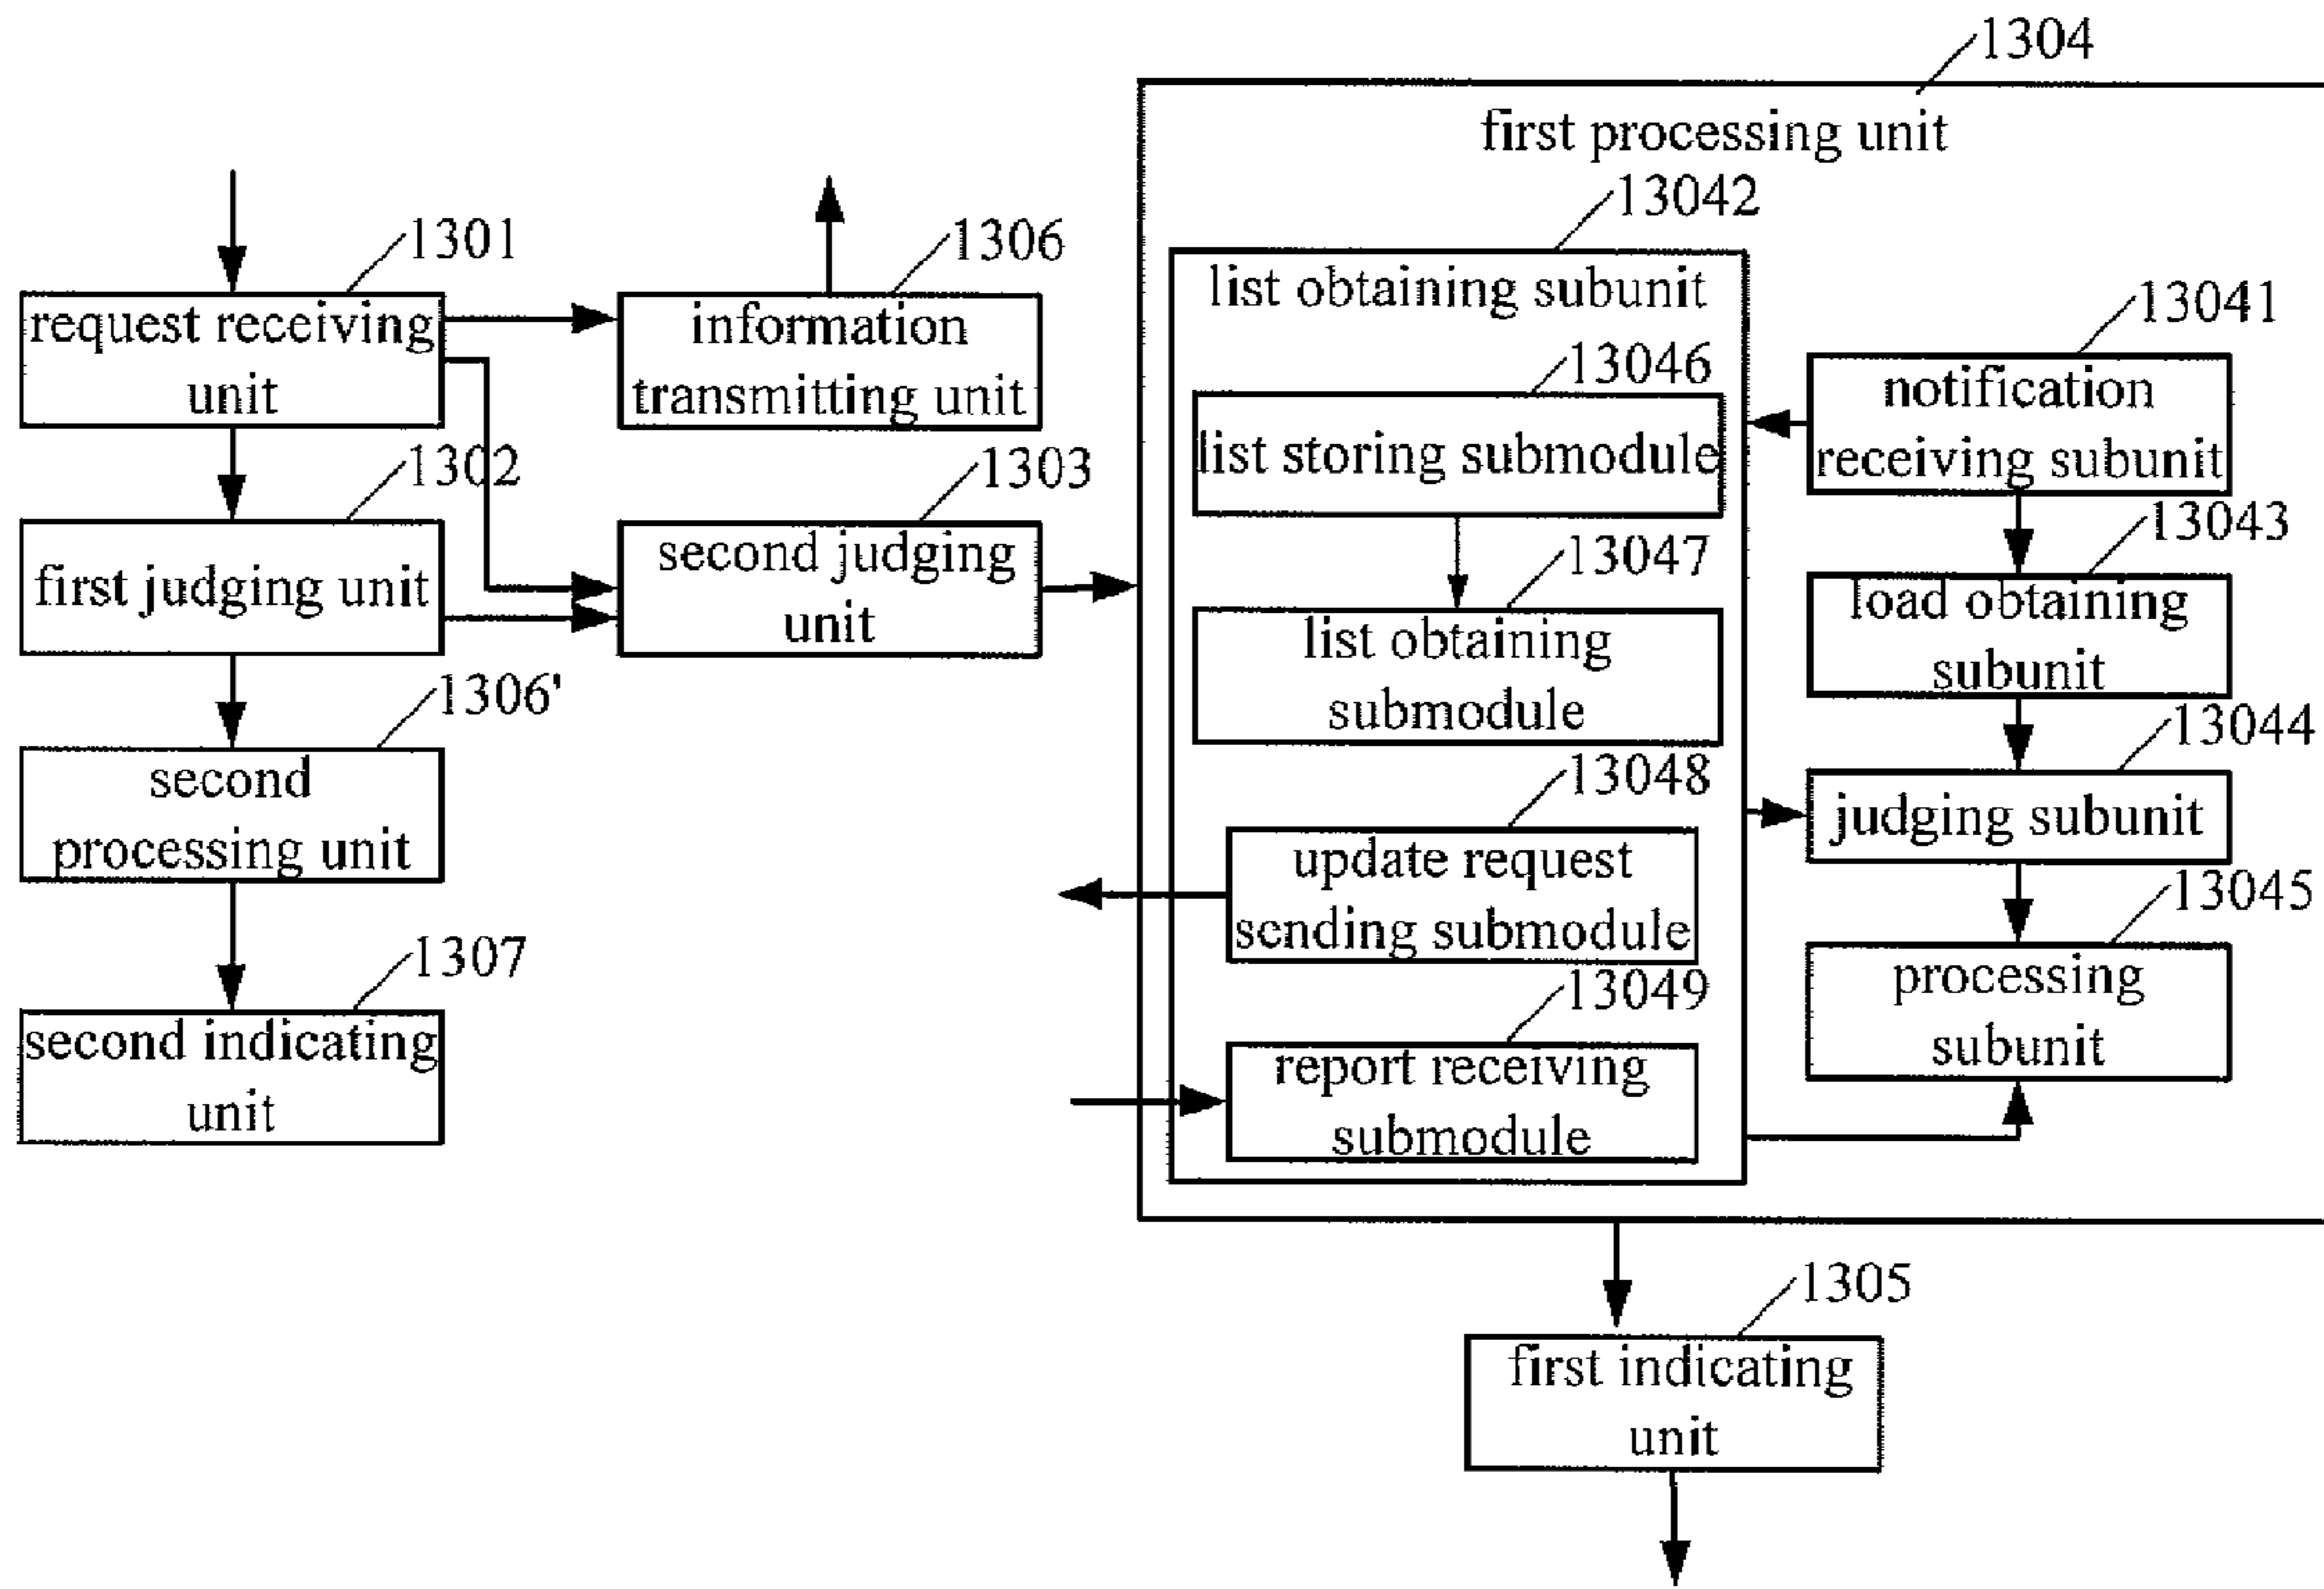 1304
first processing unit
1301
request receiving
unit
1306
information
transmitting unit
1302
first judging unit
1303
second judging
unit
1306'
second
processing unit
1307
second indicating
unit
13042
list obtaining subunit
13046
list storing submodule
13047
list obtaining
submodule
13048
update request
sending submodule
13049
report receiving
submodule
13041
notification
receiving subunit
13043
load obtaining
subunit
13044
judging subunit
13045
processing
subunit
1305
first indicating
unit